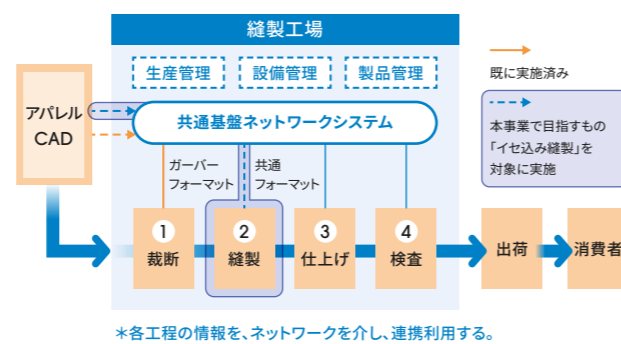 縫製工場
生産管理
設備管理
製品管理
アパレル
CAD
共通基盤ネットワークシステム
ガーバー
フォーマット
共通
フォーマット
1
裁断
2
縫製
3
仕上げ
4
検査
出荷
消費者
既に実施済み
本事業で目指すもの
「イセ込み縫製」を
対象に実施
＊各工程の情報を、ネットワークを介し、連携利用する。